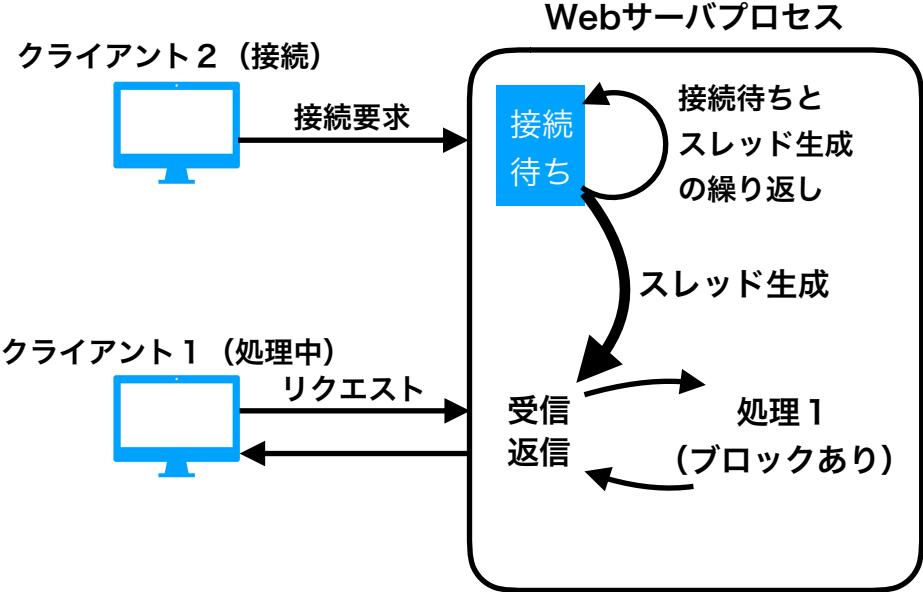 Webサーバプロセス
クライアント２（接続）
接続要求
接続
待ち
接続待ちと
スレッド生成
の繰り返し
スレッド生成
クライアント１（処理中）
リクエスト
受信
返信
処理１
（ブロックあり）